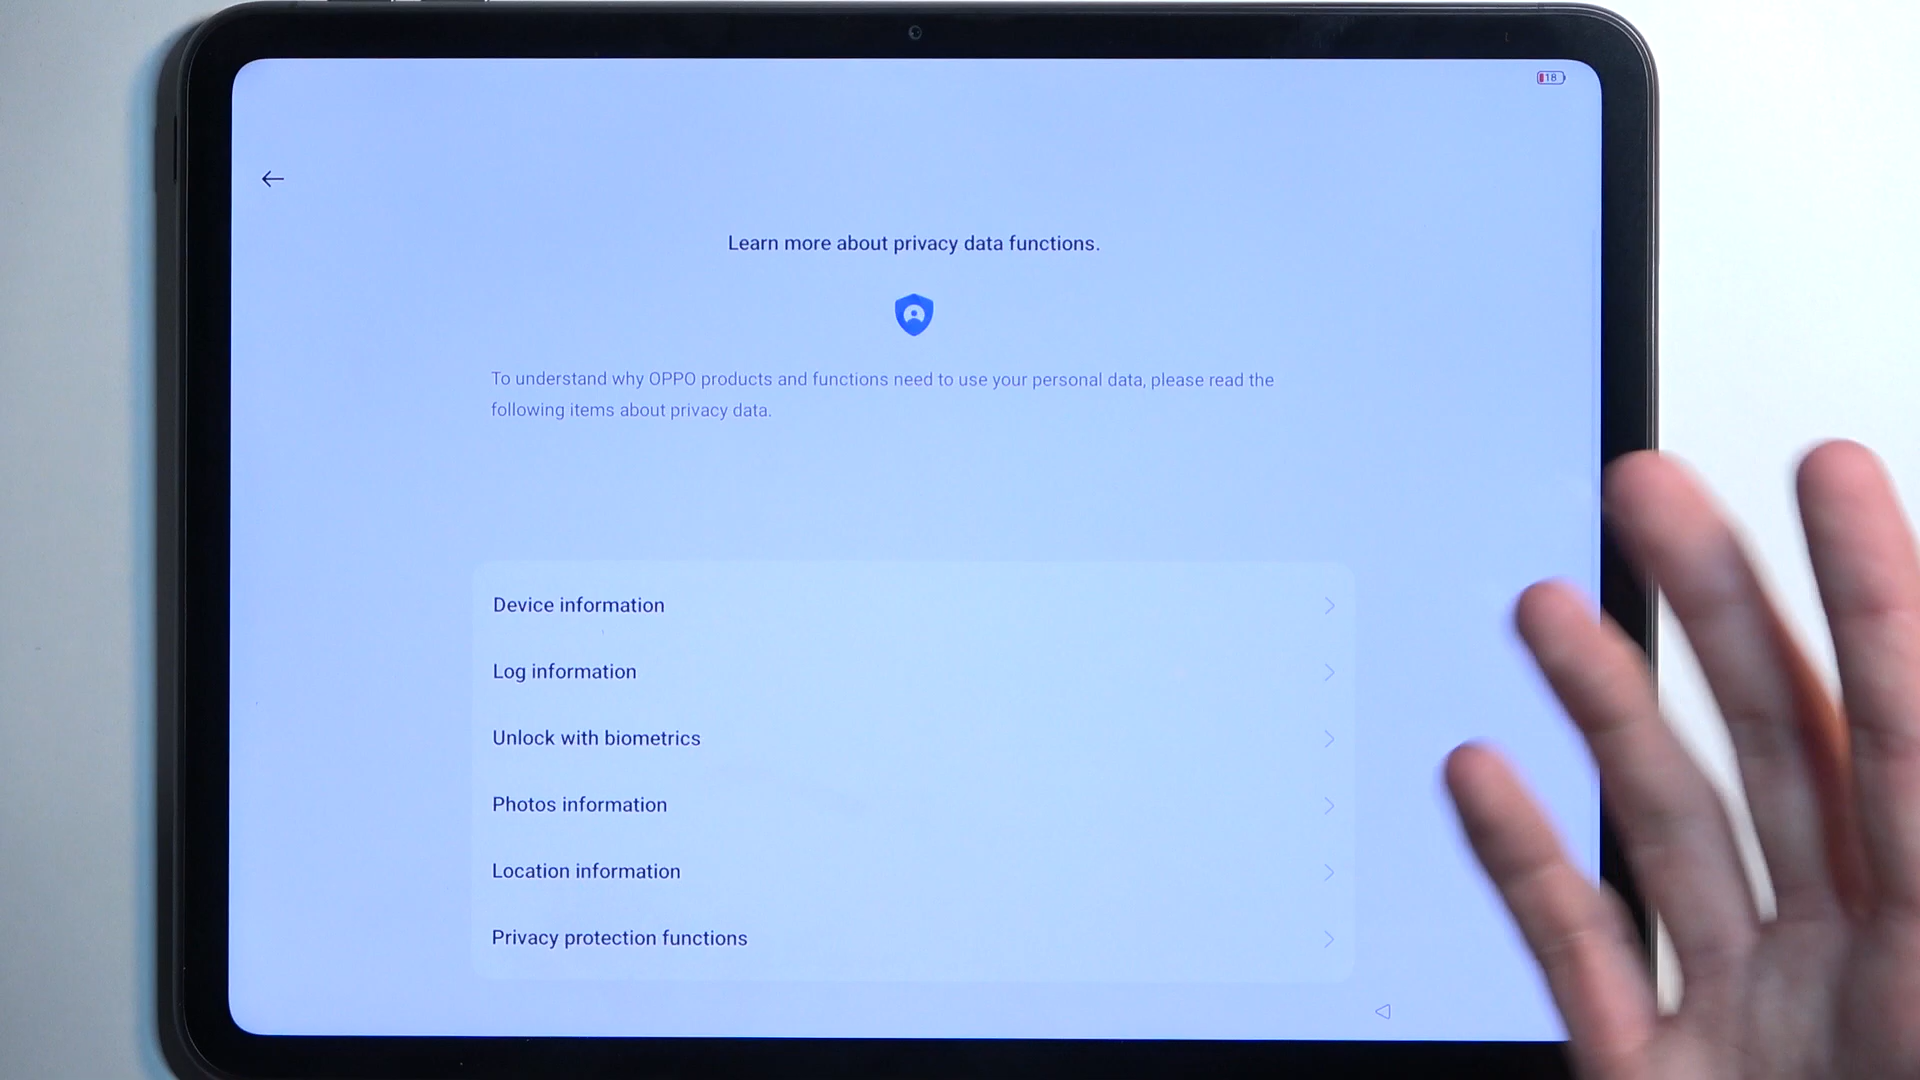 18
Learn more about privacy data functions.
To understand why OPPO products and functions need to use your personal data, please read the
following items about privacy data.
Device information
Log information
Unlock with biometrics
Photos information
Location information
Privacy protection functions